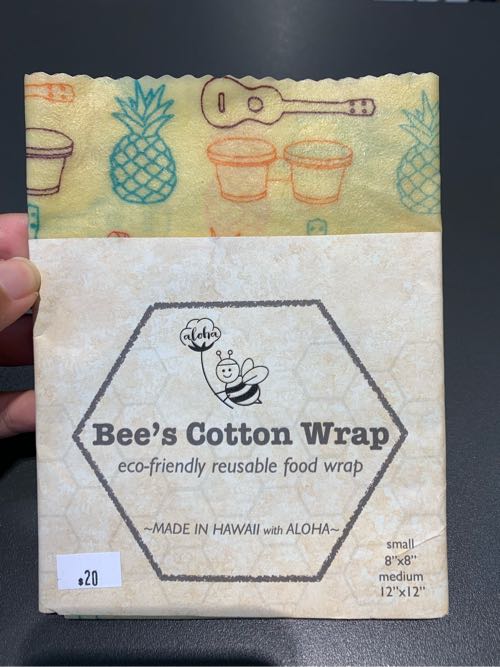 aloha
Bee's Cotton Wrap
eco-friendly reusable food wrap
~MADE IN HAWAII with ALOHA~
small
8"x8"
medium
12"x12"
$20